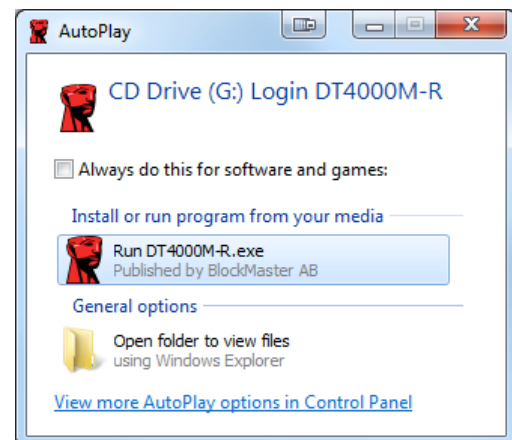 AutoPlay
CD Drive (G:) Login DT4000M-R
Always do this for software and games:
Install or run program from your media
Run DT4000M-R.exe
Published by BlockMaster AB
General options
Open folder to view files
using Windows Explorer
View more AutoPlay options in Control Panel